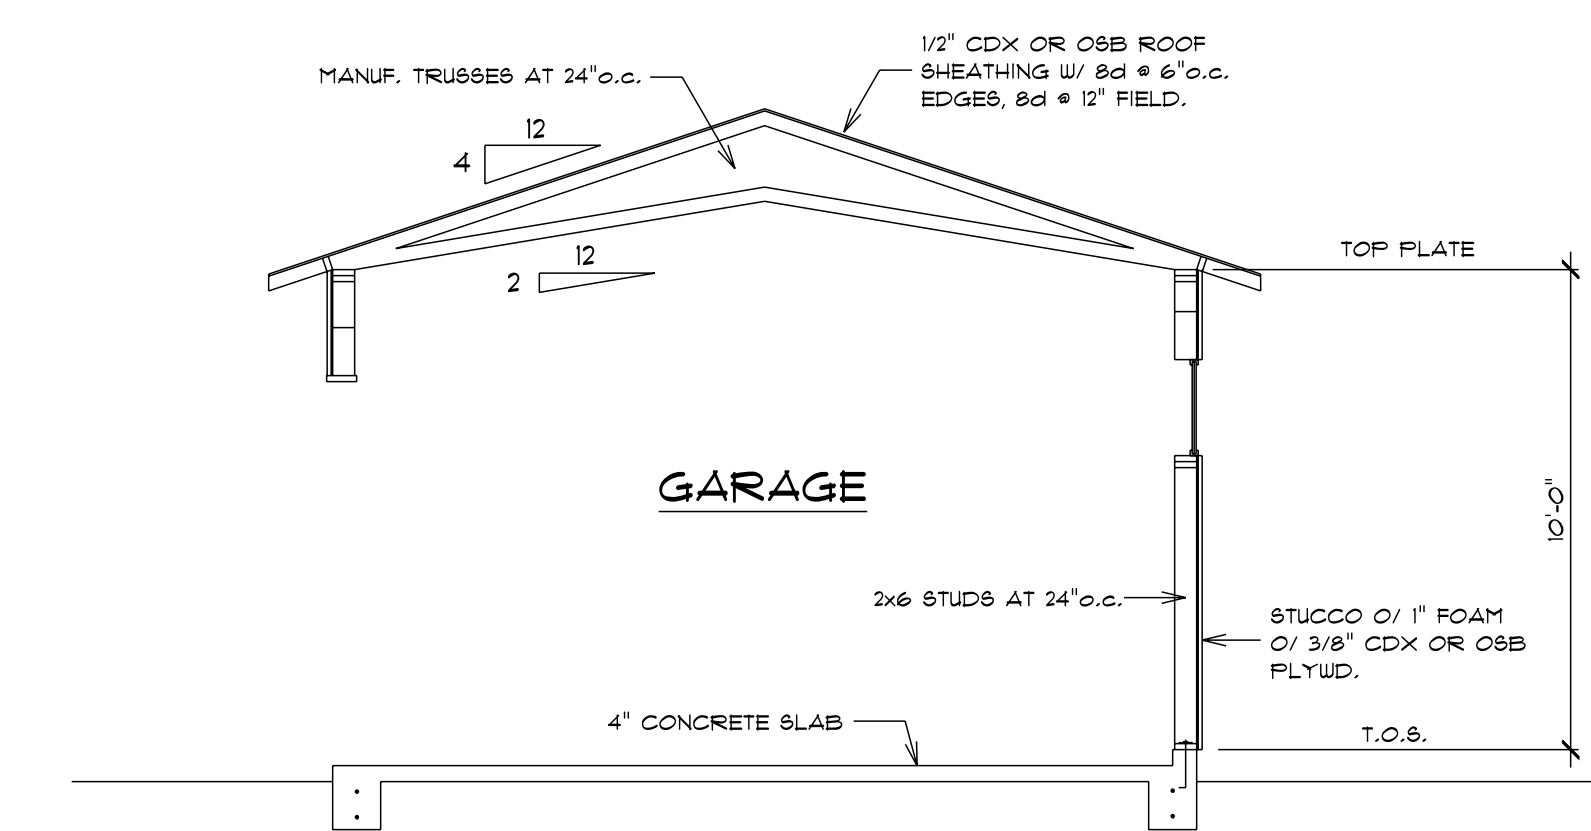 1/2" CDX OR OSB ROOF
SHEATHING W/ 8d @ 6"o.c.
EDGES, 8d @ 12" FIELD.
MANUF. TRUSSES AT 24"o.c.
12
4
TOP PLATE
12
2
GARAGE
10'-0"
2x6 STUDS AT 24"o.c.
STUCCO O/ 1" FOAM
O/ 3/8" CDX OR OSB
PLYWD.
4" CONCRETE SLAB
T.O.S.